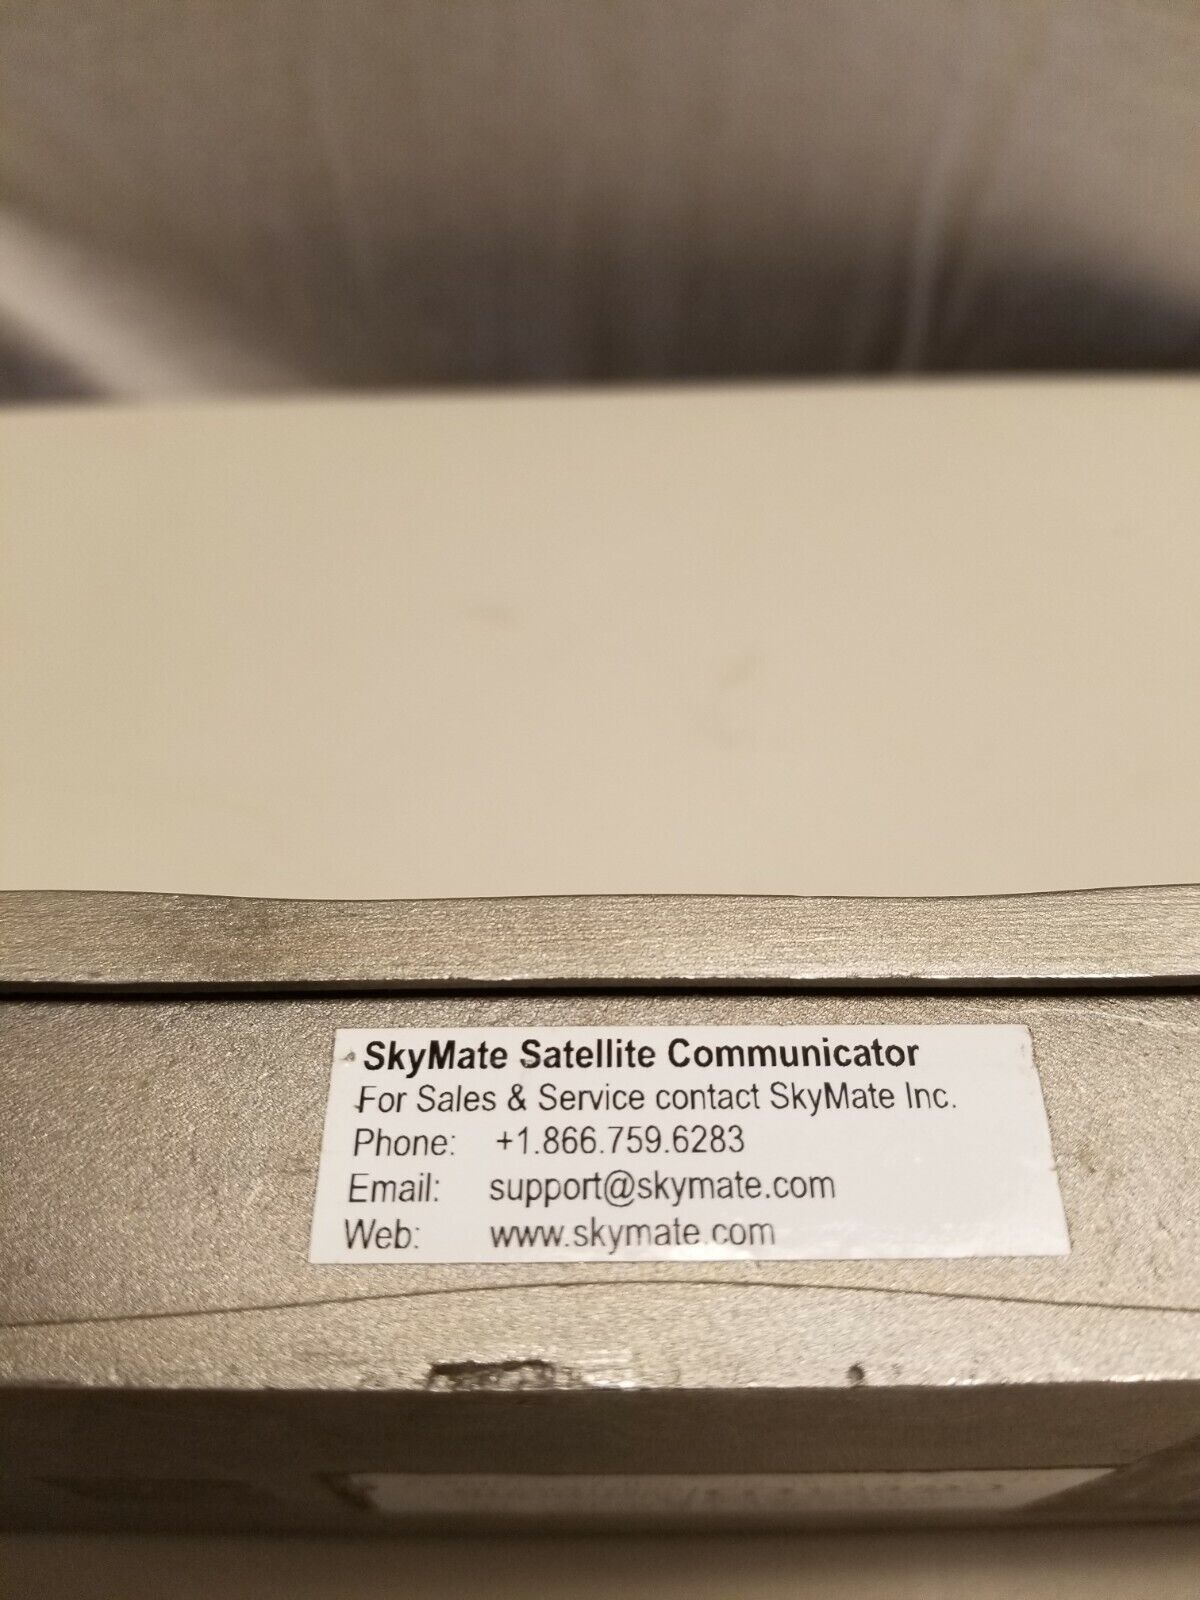 SkyMate Satellite Communicator
For Sales & Service contact SkyMate Inc.
Phone: +1.866.759.6283
Email: support@skymate.com
Web: www.skymate.com